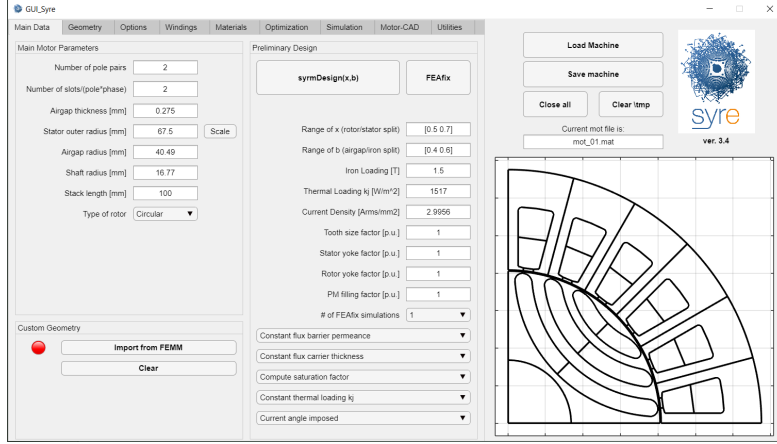 GUI_Syre
Main Data Geometry Options Windings Materials Optimization Simulation Motor-CAD Utilities
Main Motor Parameters
Number of pole pairs 2
Number of slots/(pole*phase) 2
Airgap thickness [mm] 0.275
Stator outer radius [mm] 67.5 Scale
Airgap radius [mm] 40.49
Shaft radius [mm] 16.77
Stack length [mm] 100
Type of rotor Circular
Custom Geometry
Import from FEMM
Clear
Preliminary Design
syrmDesign(x,b) FEAfix
Range of x (rotor/stator split) [0.5 0.7]
Range of b (airgap/iron split) [0.4 0.6]
Iron Loading [T] 1.5
Thermal Loading kj [W/m^2] 1517
Current Density [Arms/mm2] 2.9956
Tooth size factor [p.u.] 1
Stator yoke factor [p.u.] 1
Rotor yoke factor [p.u.] 1
PM filling factor [p.u.] 1
# of FEAfix simulations 1
Constant flux barrier permeance
Constant flux carrier thickness
Compute saturation factor
Constant thermal loading kj
Current angle imposed
Load Machine
Save machine
Close all Clear \tmp
Current mot file is:
mot_01.mat
syre
ver. 3.4